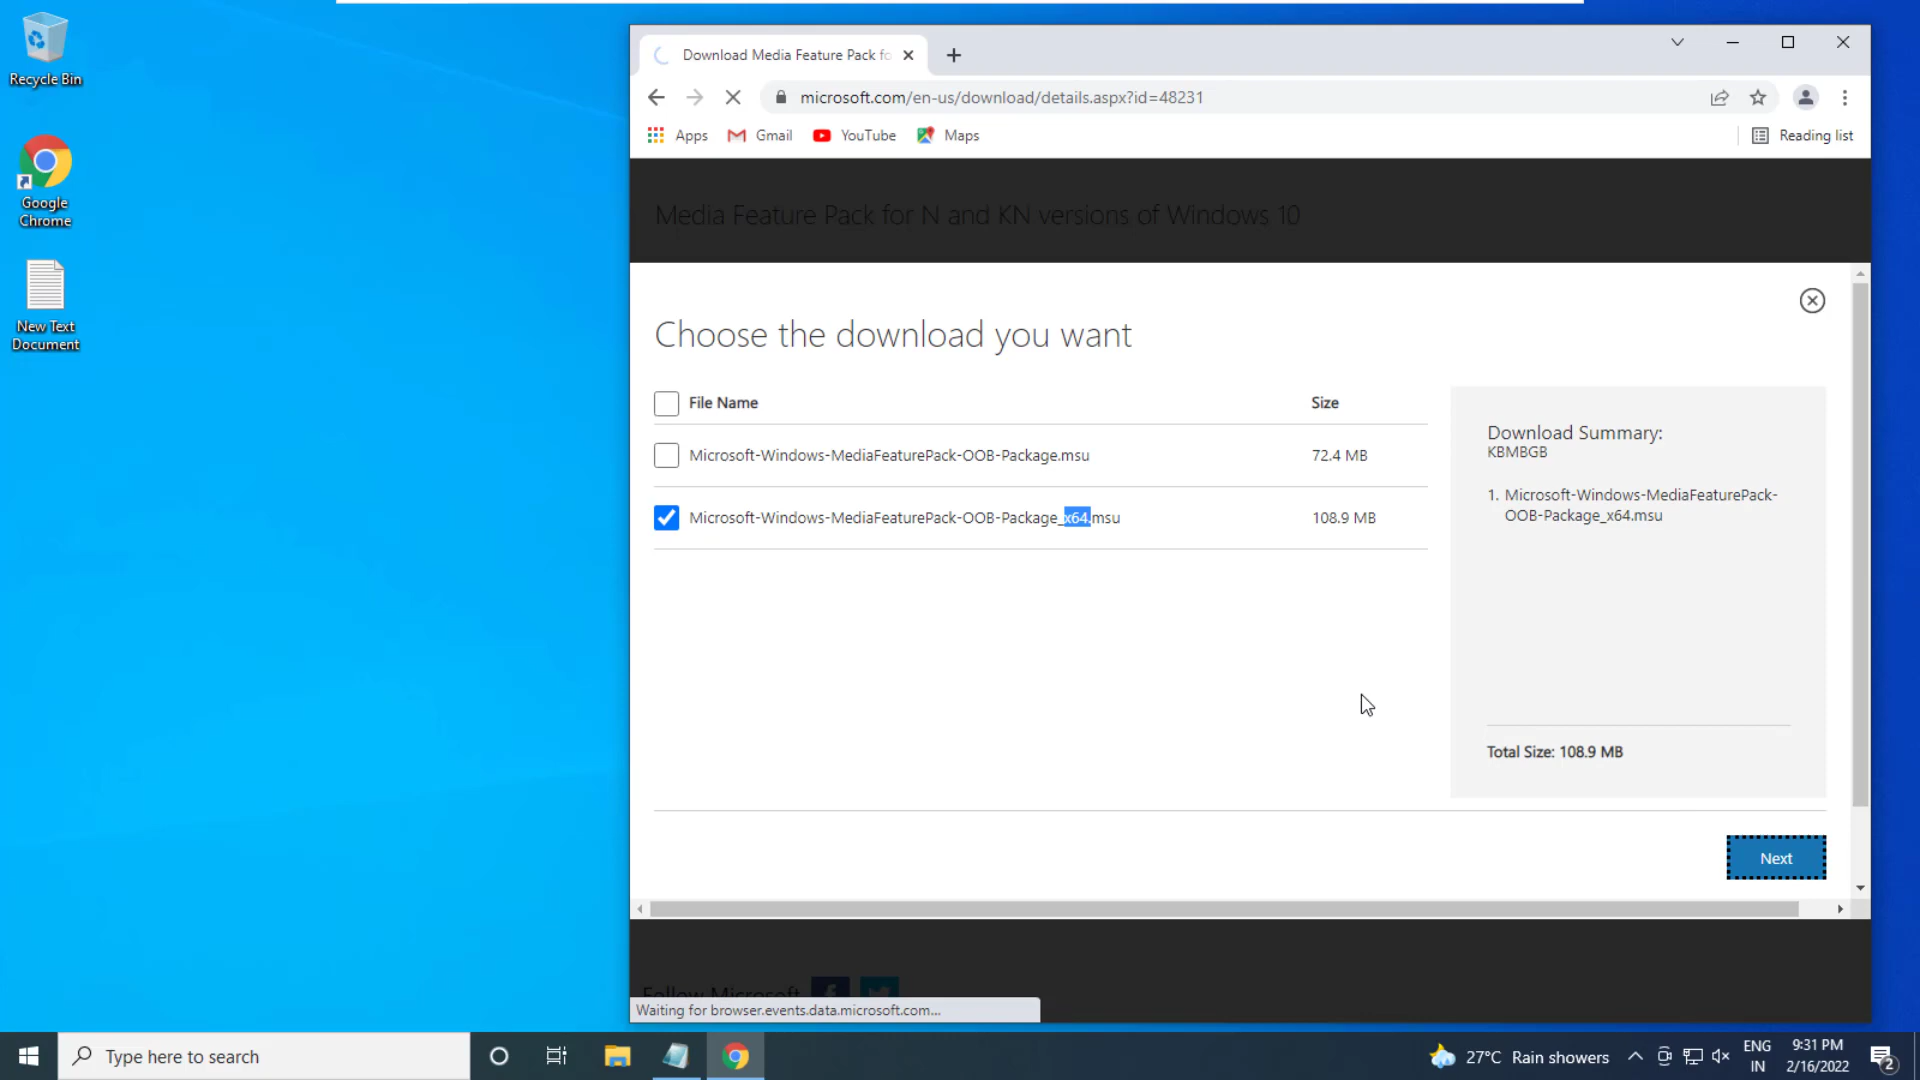 Recycle Bin
Google
Chrome
New Text
Document
Download Media Feature Pack fo
microsoft.com/en-us/download/details.aspx?id=48231
Apps
Gmail
YouTube
Maps
Reading list
Media Feature Pack for N and KN versions of Windows 10
Choose the download you want
File Name
Size
Microsoft-Windows-MediaFeaturePack-OOB-Package.msu
72.4 MB
Microsoft-Windows-MediaFeaturePack-OOB-Package_x64.msu
108.9 MB
Download Summary:
KBMBGB
1. Microsoft-Windows-MediaFeaturePack-
OOB-Package_x64.msu
Total Size: 108.9 MB
Next
Follow Microsoft
Waiting for browser.events.data.microsoft.com...
Type here to search
27°C Rain showers
ENG
IN
9:31 PM
2/16/2022
2